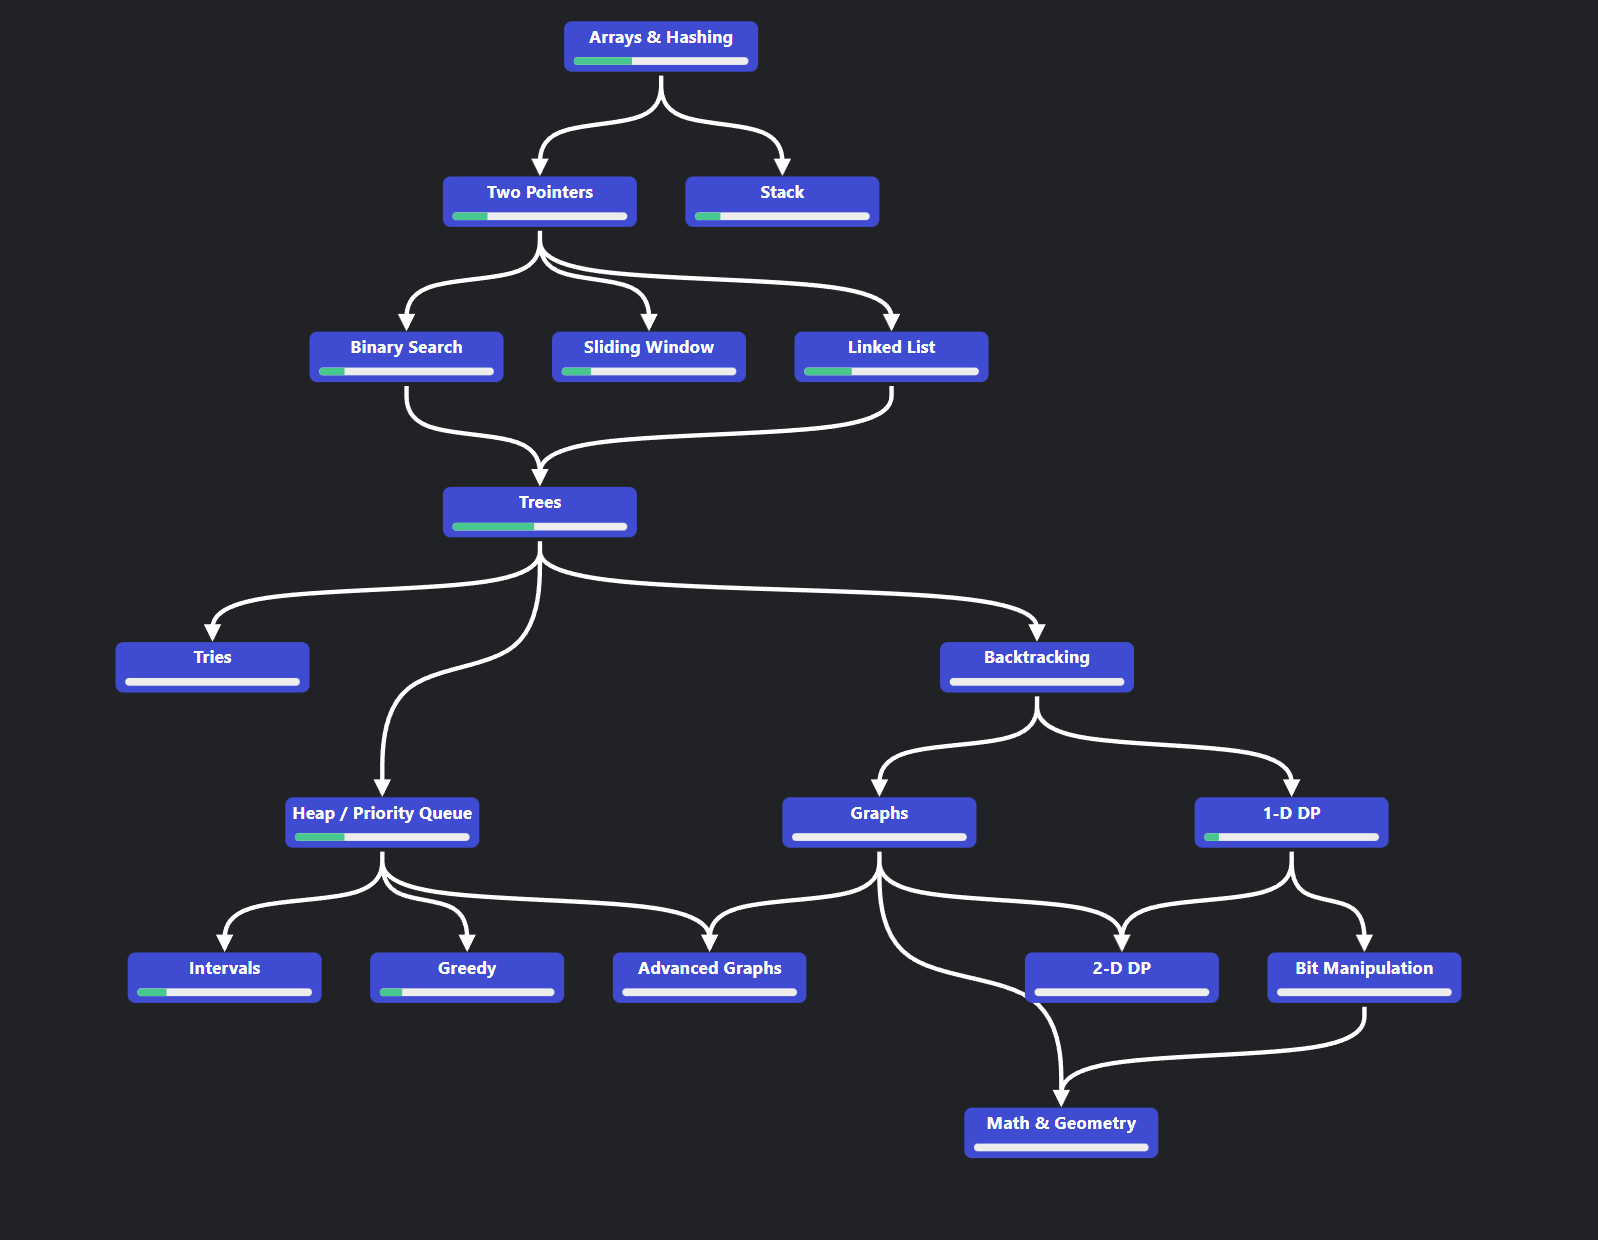 Arrays & Hashing
Two Pointers
Stack
Binary Search
Sliding Window
Linked List
Trees
Tries
Backtracking
Heap / Priority Queue
Graphs
1-D DP
Intervals
Greedy
Advanced Graphs
2-D DP
Bit Manipulation
Math & Geometry